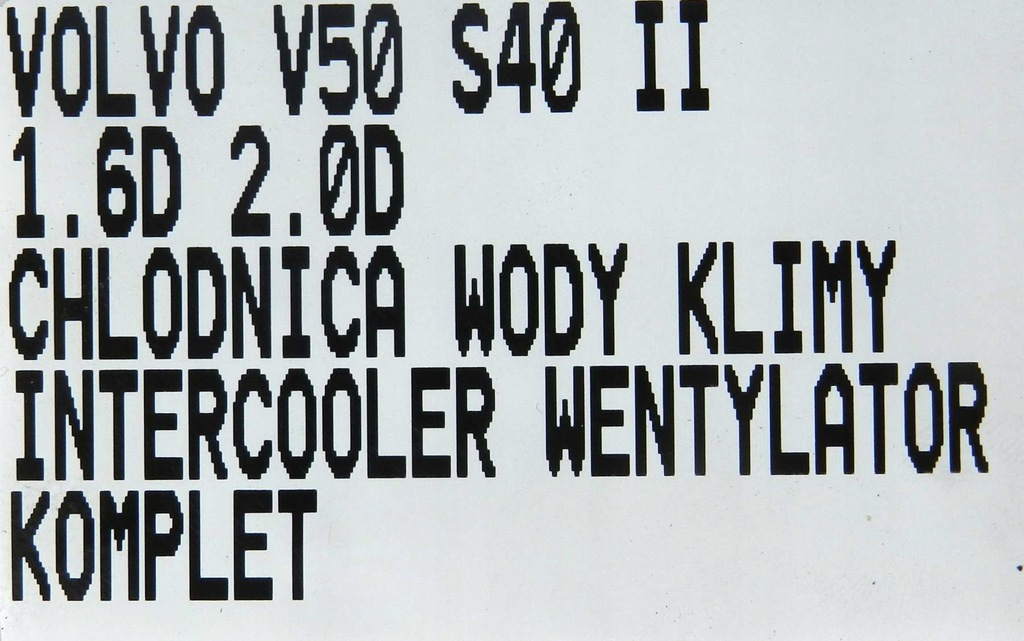 VOLVO V50 S40 II
1.6D 2.0D
CHLODNICA WODY KLIMY
INTERCOOLER WENTYLATOR
KOMPLET